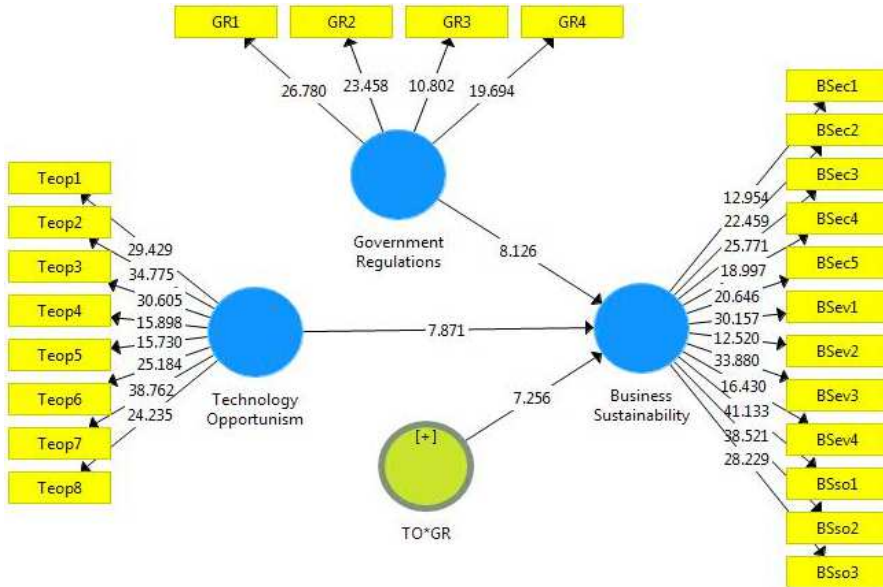 GR1
GR2
GR3
GR4
26.780
23.458
10.802
19.694
Government
Regulations
Teop1
Teop2
Teop3
Teop4
Teop5
Teop6
Teop7
Teop8
29.429
34.775
30.605
15.898
15.730
25.184
38.762
24.235
Technology
Opportunism
8.126
7.871
7.256
[+]
TO*GR
Business
Sustainability
12.954
22.459
25.771
18.997
20.646
30.157
12.520
33.880
16.430
41.133
38.521
28.229
BSec1
BSec2
BSec3
BSec4
BSec5
BSev1
BSev2
BSev3
BSev4
BSso1
BSso2
BSso3